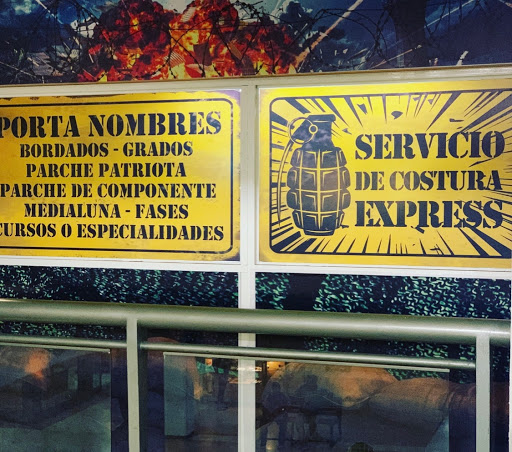 PORTA NOMBRES
BORDADOS - GRADOS
PARCHE PATRIOTA
PARCHE DE COMPONENTE
MEDIALUNA - FASES
CURSOS O ESPECIALIDADES
SERVICIO
DE COSTURA
EXPRESS